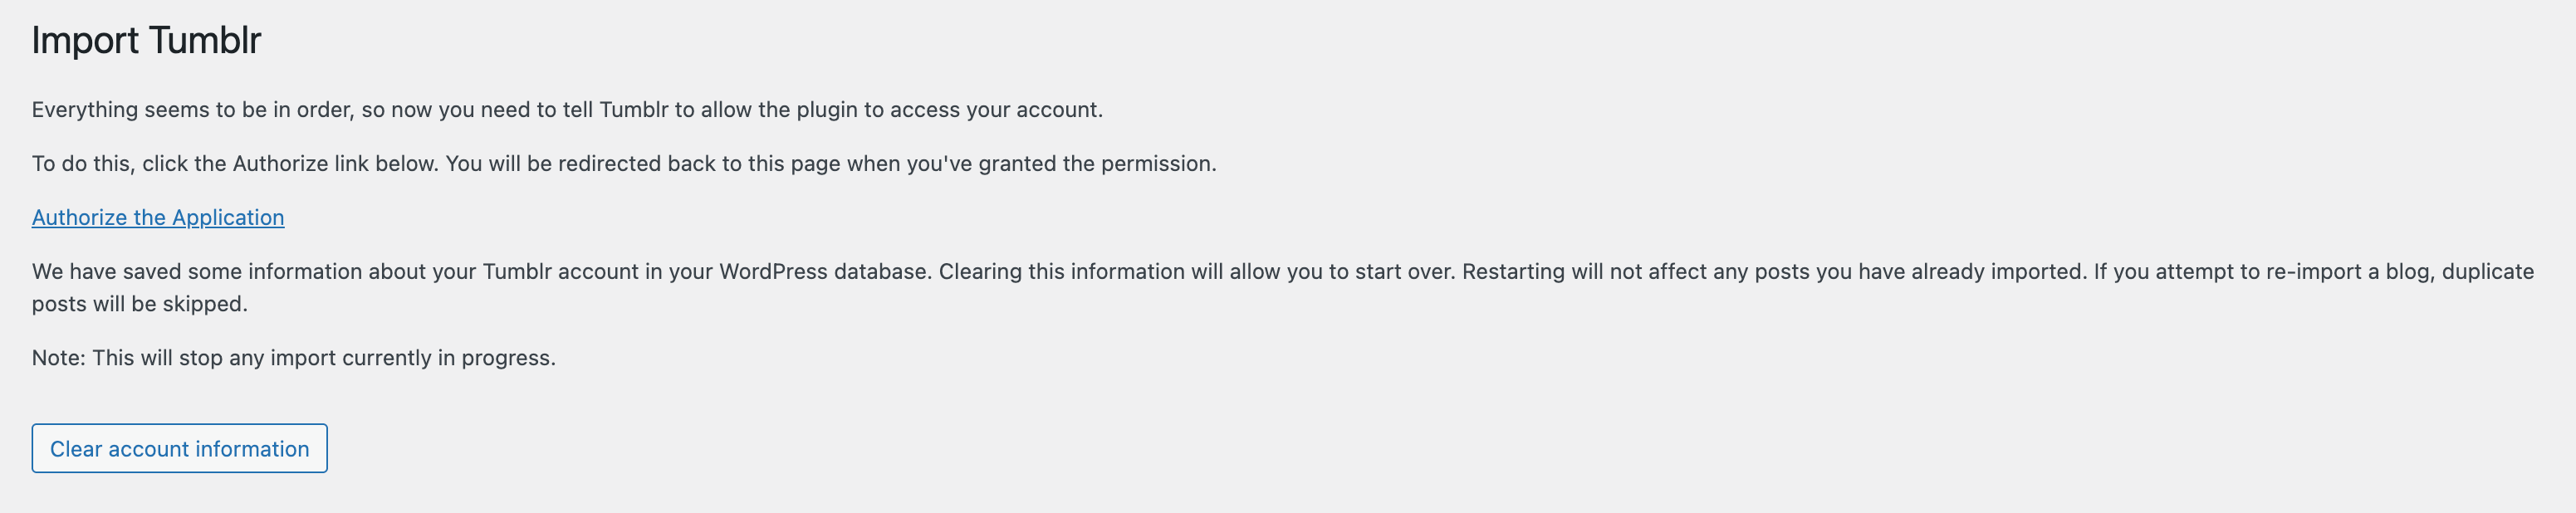 Import Tumblr
Everything seems to be in order, so now you need to tell Tumblr to allow the plugin to access your account.
To do this, click the Authorize link below. You will be redirected back to this page when you've granted the permission.
Authorize the Application
We have saved some information about your Tumblr account in your WordPress database. Clearing this information will allow you to start over. Restarting will not affect any posts you have already imported. If you attempt to re-import a blog, duplicate
posts will be skipped.
Note: This will stop any import currently in progress.
Clear account information